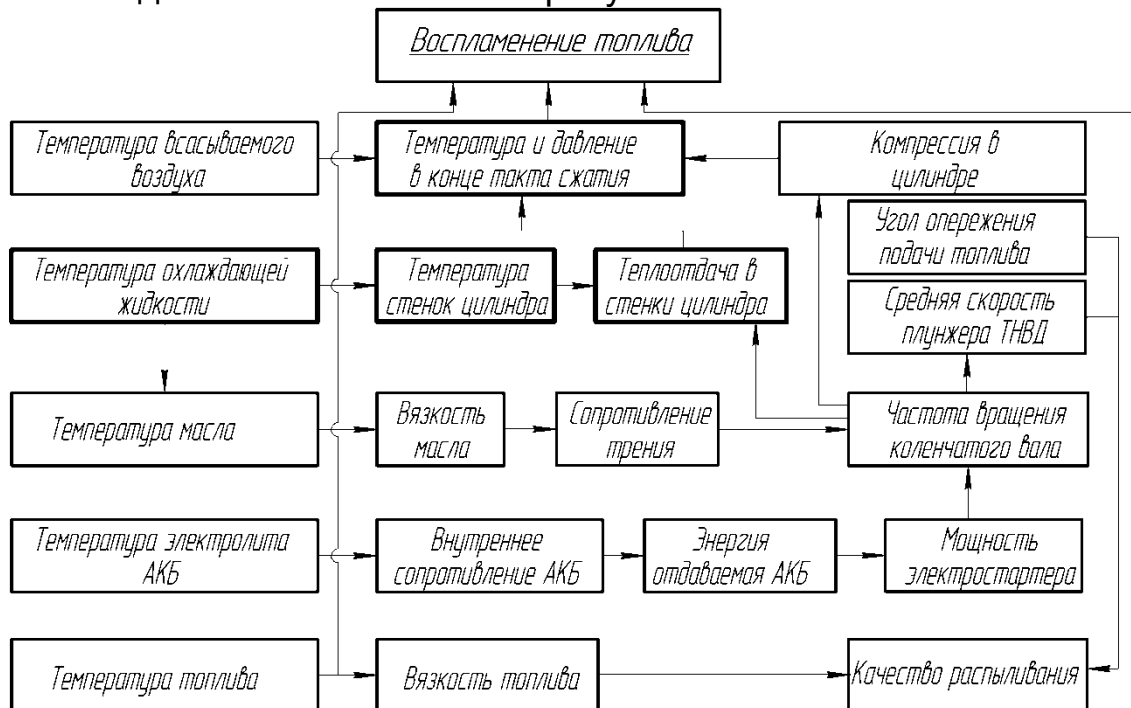 Воспламенение топлива
Температура всасываемого
воздуха
Температура и давление
в конце такта сжатия
Компрессия в
цилиндре
Угол опережения
подачи топлива
Температура охлаждающей
жидкости
Температура
стенок цилиндра
Теплоотдача в
стенки цилиндра
Средняя скорость
плунжера ТНВД
Температура масла
Вязкость
масла
Сопротивление
трения
Частота вращения
коленчатого вала
Температура электролита
АКБ
Внутреннее
сопротивление АКБ
Энергия
отдаваемая АКБ
Мощность
электростартера
Температура топлива
Вязкость топлива
Качество распыливания